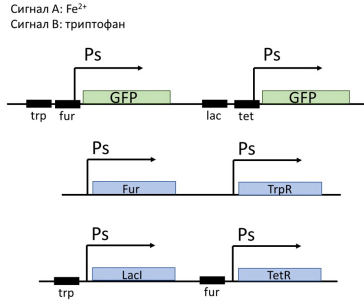 Сигнал A: Fe²⁺
Сигнал B: триптофан
Ps Ps
GFP GFP
trp fur lac tet
Ps Ps
Fur TrpR
Ps Ps
LacI TetR
trp fur